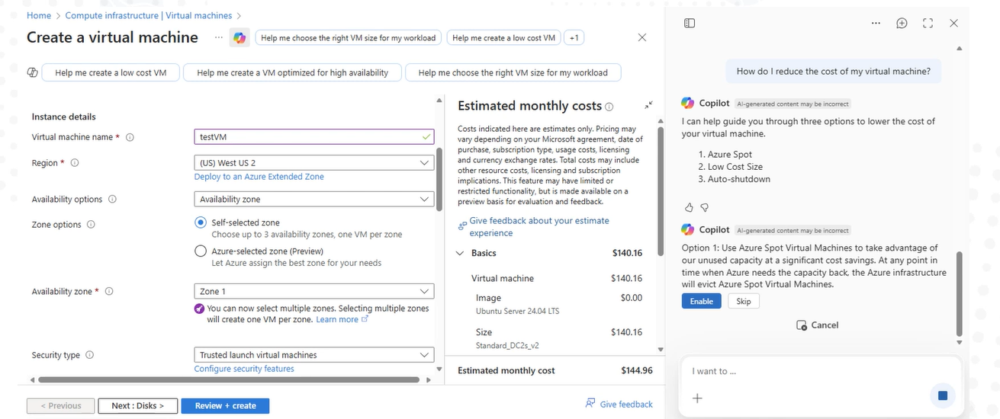 Home > Compute infrastructure | Virtual machines >
Create a virtual machine ... Help me choose the right VM size for my workload Help me create a low cost VM +1
Help me create a low cost VM Help me create a VM optimized for high availability Help me choose the right VM size for my workload
Instance details
Virtual machine name * testVM
Region * (US) West US 2
Deploy to an Azure Extended Zone
Availability options Availability zone
Zone options Self-selected zone
Choose up to 3 availability zones, one VM per zone
Azure-selected zone (Preview)
Let Azure assign the best zone for your needs
Availability zone * Zone 1
You can now select multiple zones. Selecting multiple zones
will create one VM per zone. Learn more
Security type Trusted launch virtual machines
Configure security features
< Previous Next : Disks > Review + create Give feedback
Estimated monthly costs
Costs indicated here are estimates only. Pricing may
vary depending on your Microsoft agreement, date of
purchase, subscription type, usage costs, licensing
and currency exchange rates. Total costs may include
other resource costs, licensing and subscription
implications. This feature may have limited or
restricted functionality, but is made available on a
preview basis for evaluation and feedback.
Give feedback about your estimate
experience
Basics $140.16
Virtual machine $140.16
Image $0.00
Ubuntu Server 24.04 LTS
Size $140.16
Standard_DC2s_v2
Estimated monthly cost $144.96
How do I reduce the cost of my virtual machine?
Copilot AI-generated content may be incorrect
I can help guide you through three options to lower the cost of
your virtual machine.
1. Azure Spot
2. Low Cost Size
3. Auto-shutdown
Copilot AI-generated content may be incorrect
Option 1: Use Azure Spot Virtual Machines to take advantage of
our unused capacity at a significant cost savings. At any point in
time when Azure needs the capacity back, the Azure infrastructure
will evict Azure Spot Virtual Machines.
Enable Skip
Cancel
I want to ...